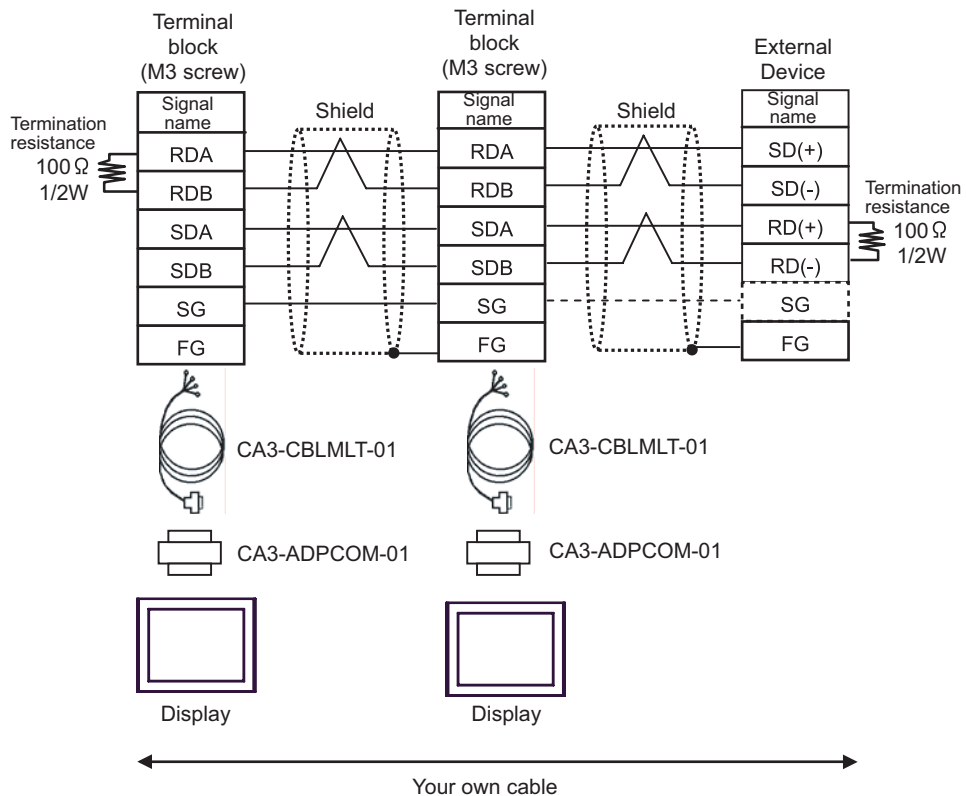 Terminal
block
(M3 screw)
Terminal
block
(M3 screw)
External
Device
Signal
name
Shield
Signal
name
Shield
Signal
name
Termination
resistance
100 Ω
1/2W
RDA
RDA
SD(+)
RDB
RDB
SD(-)
Termination
resistance
100 Ω
1/2W
SDA
SDA
RD(+)
SDB
SDB
RD(-)
SG
SG
SG
FG
FG
FG
CA3-CBLMLT-01
CA3-CBLMLT-01
CA3-ADPCOM-01
CA3-ADPCOM-01
Display
Display
Your own cable